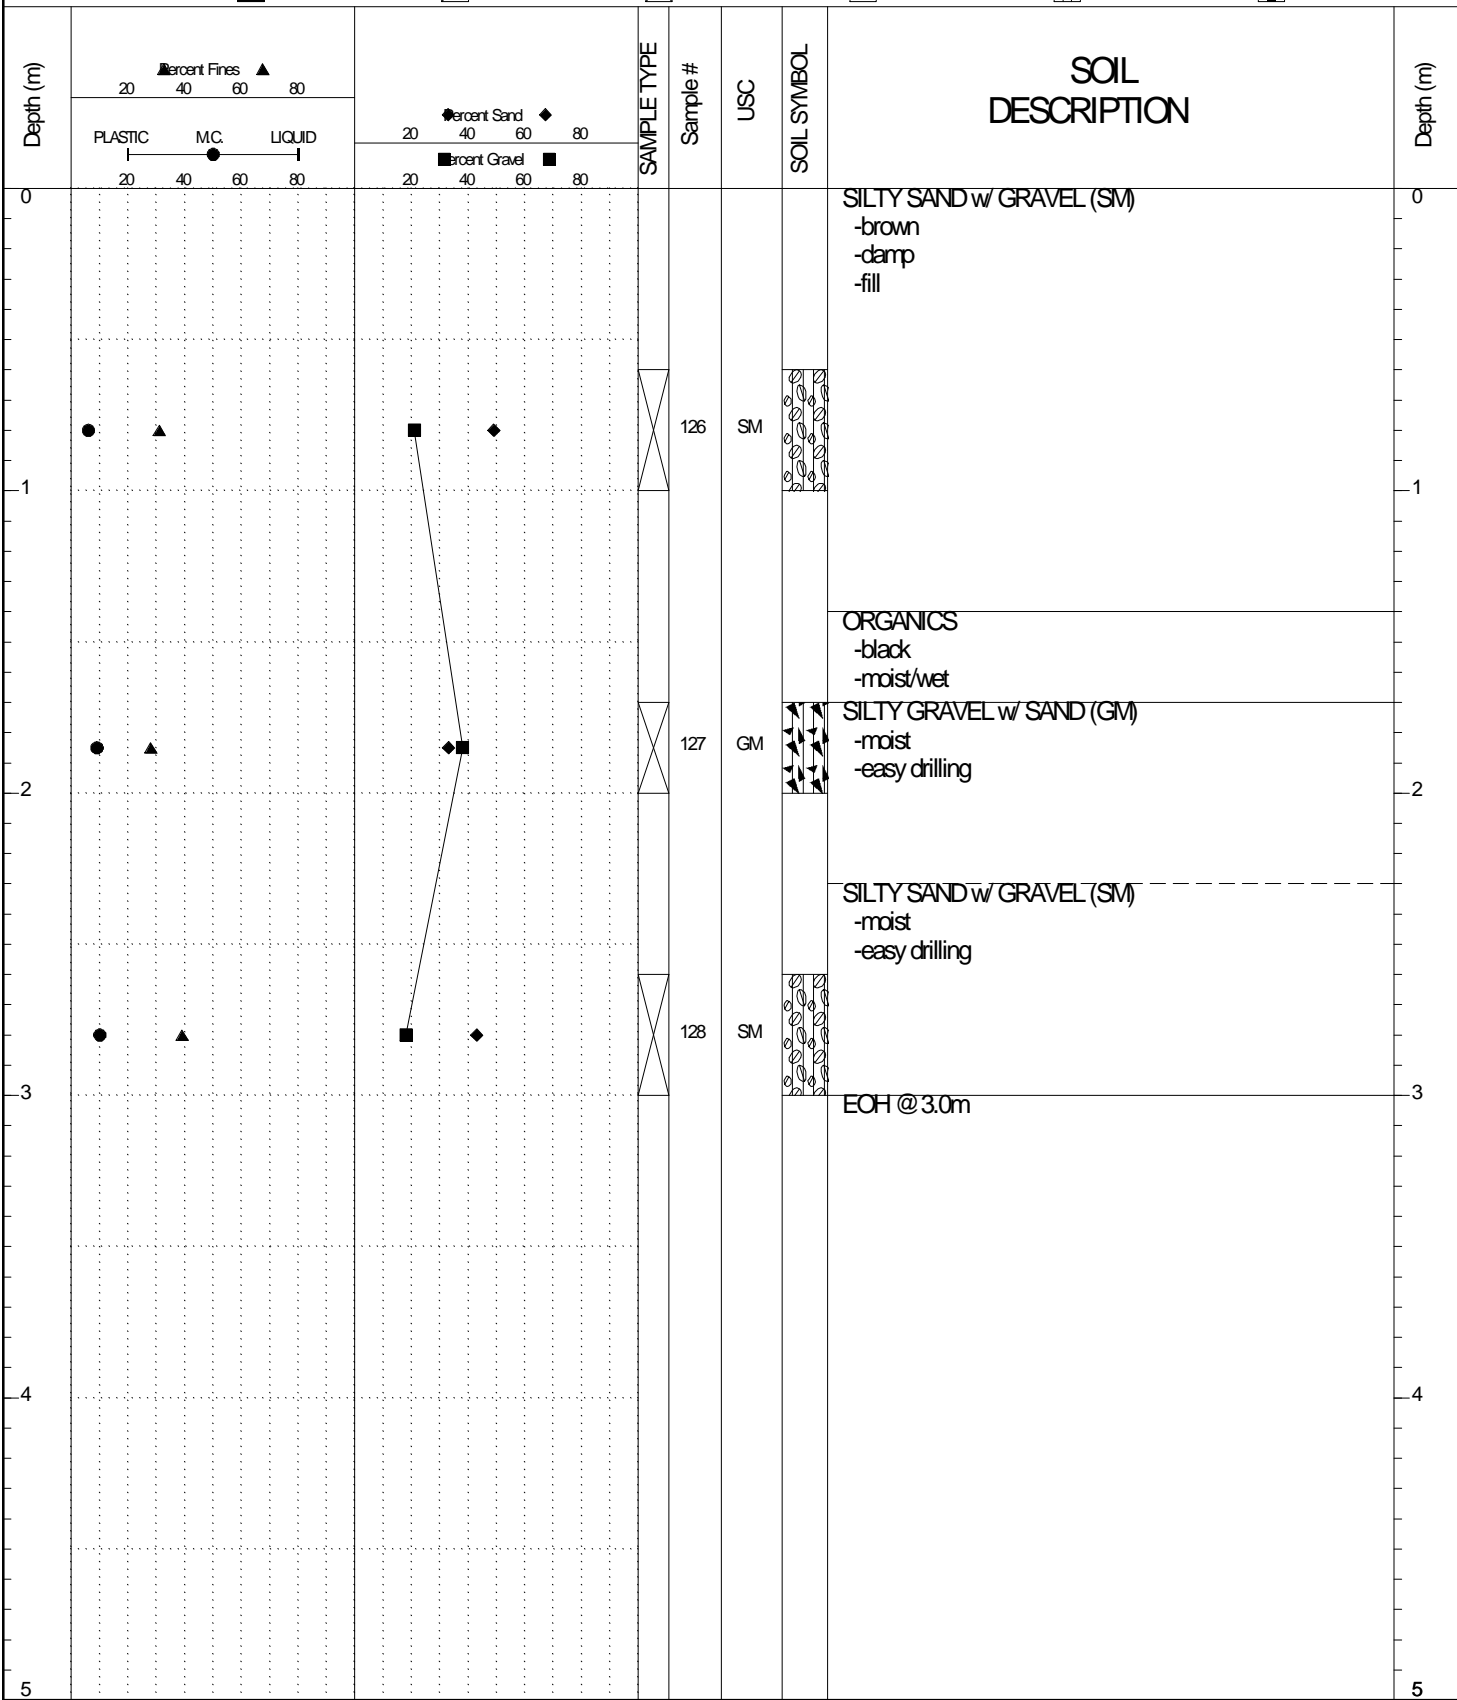 Depth (m)
Percent Fines
20 40 60 80
PLASTIC M.C. LIQUID
20 40 60 80
Percent Sand
20 40 60 80
Percent Gravel
20 40 60 80
SAMPLE TYPE
Sample #
USC
SOIL SYMBOL
SOIL
DESCRIPTION
Depth (m)
0 SILTY SAND w/ GRAVEL (SM) 0
-brown
-damp
-fill
126 SM
1 1
ORGANICS
-black
-moist/wet
SILTY GRAVEL w/ SAND (GM)
127 GM -moist
-easy drilling
2 2
SILTY SAND w/ GRAVEL (SM)
-moist
-easy drilling
128 SM
3 3
EOH @ 3.0m
4 4
5 5